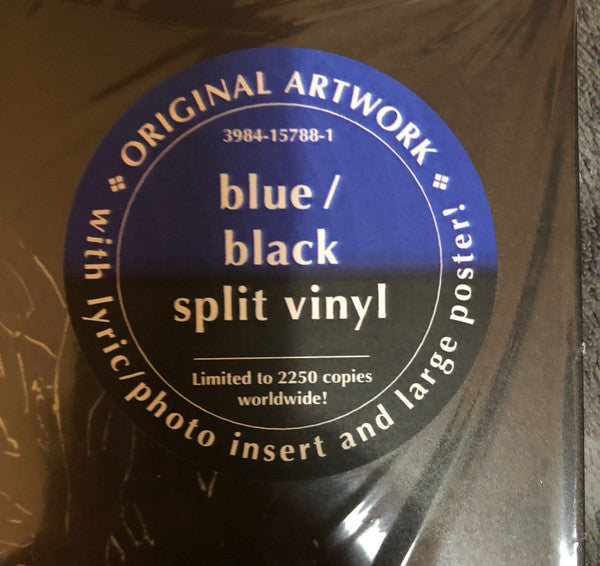 ORIGINAL ARTWORK
3984-15788-1
blue /
black
split vinyl
Limited to 2250 copies
worldwide!
with lyric/photo insert and large poster!